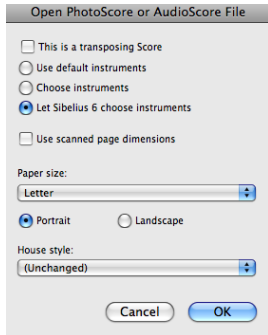 Open PhotoScore or AudioScore File
This is a transposing Score
Use default instruments
Choose instruments
Let Sibelius 6 choose instruments
Use scanned page dimensions
Paper size:
Letter
Portrait Landscape
House style:
(Unchanged)
Cancel OK